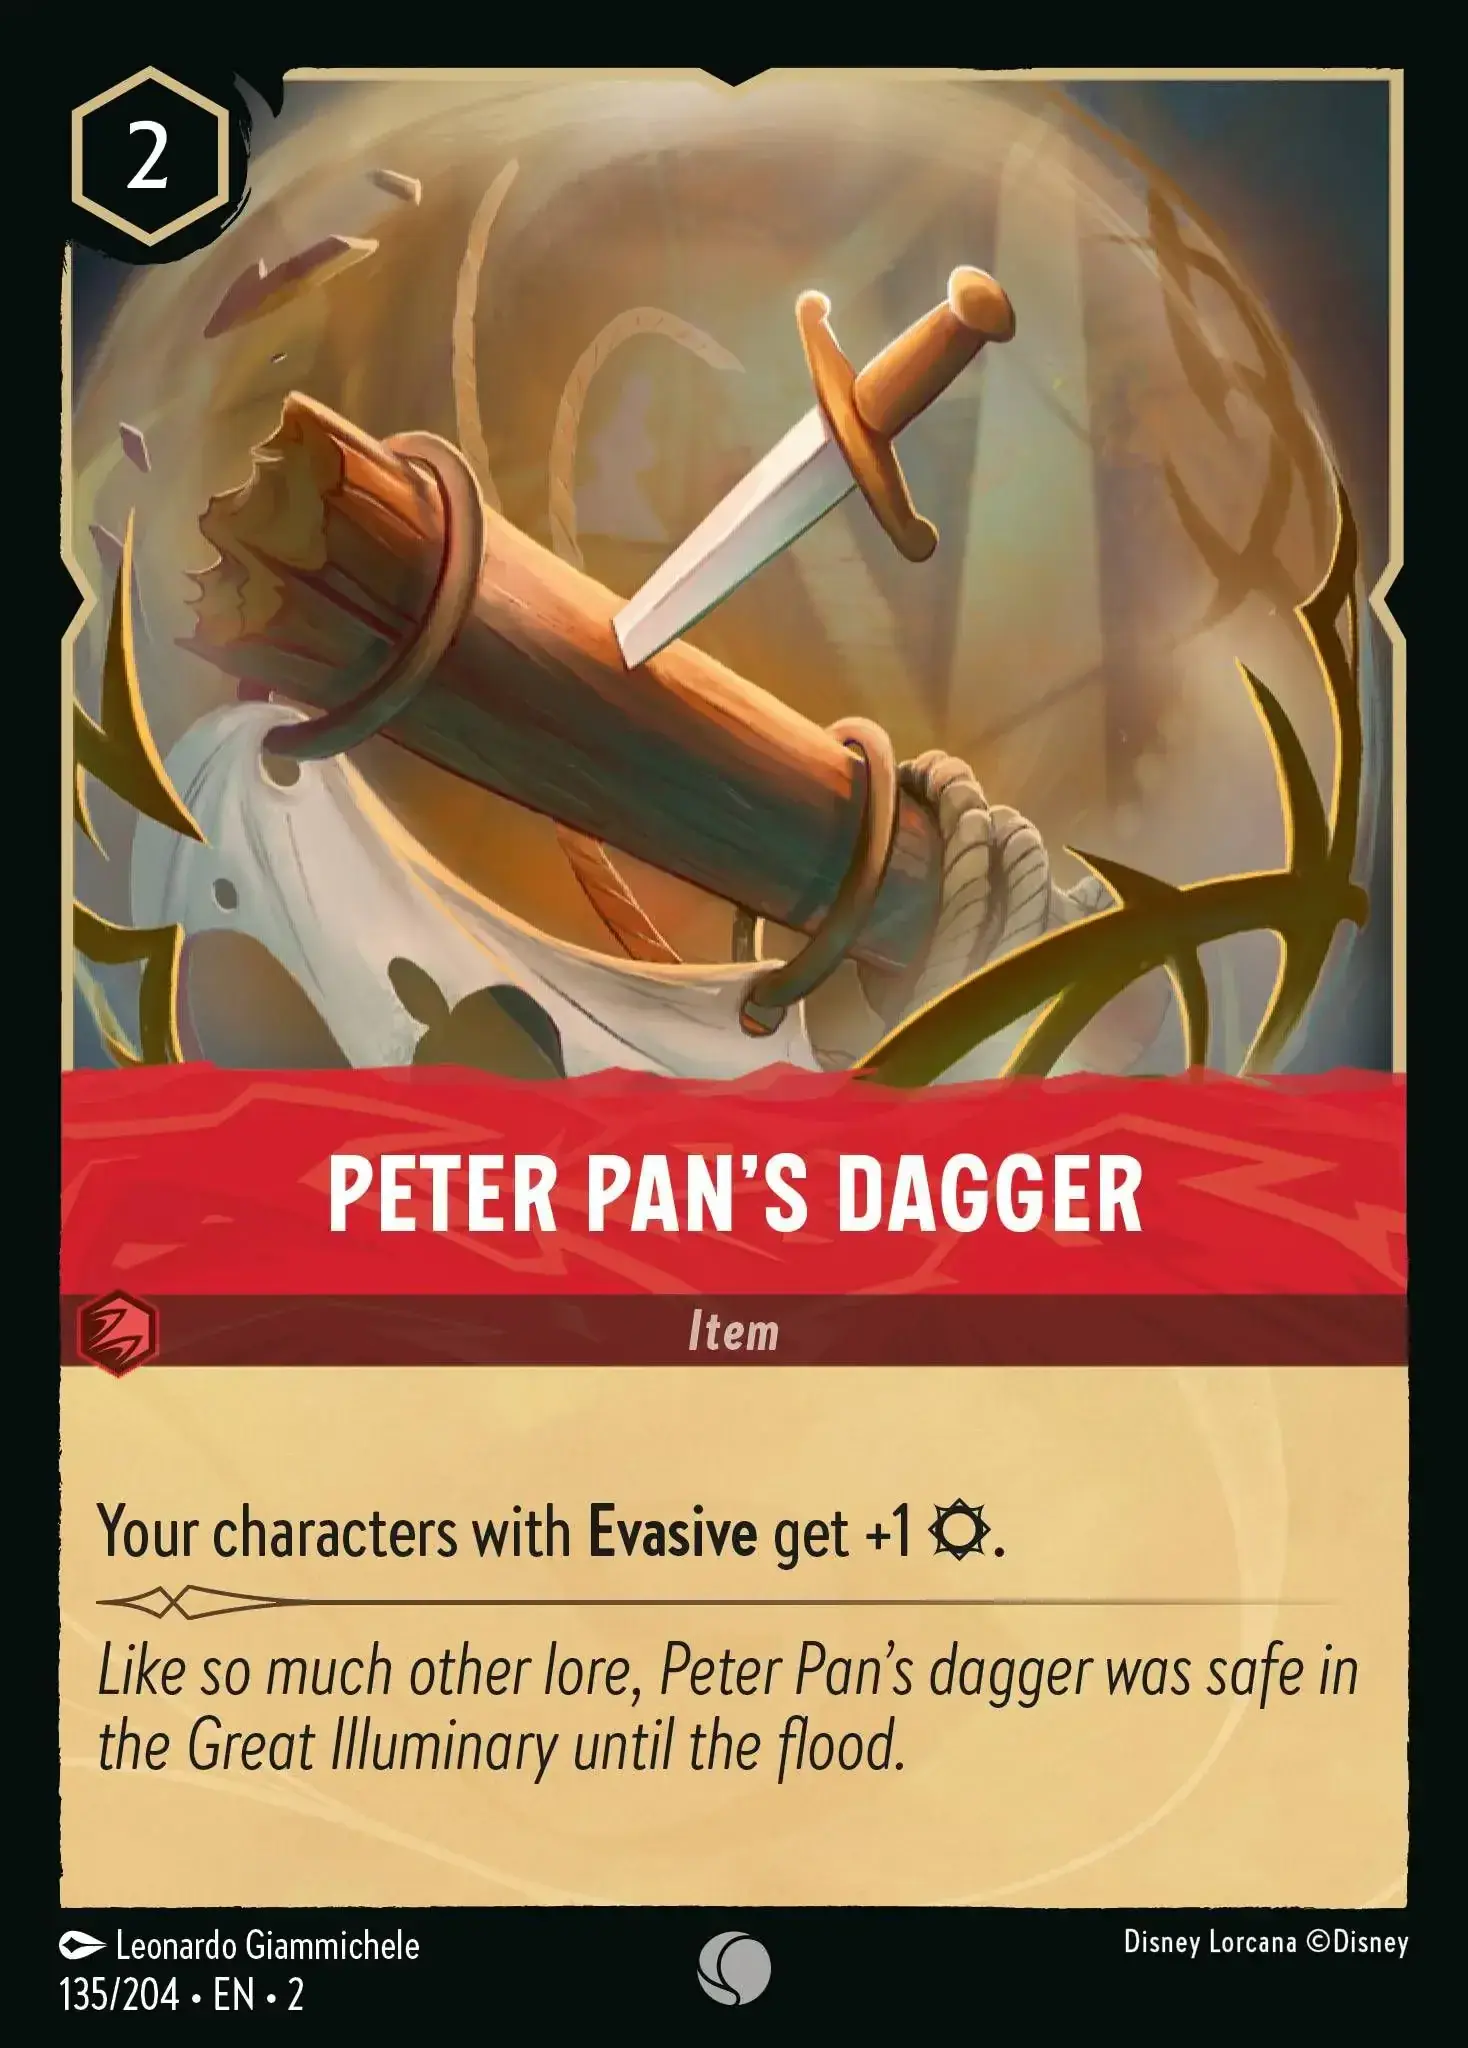 2
PETER PAN’S DAGGER
Item
Your characters with Evasive get +1 .
Like so much other lore, Peter Pan’s dagger was safe in
the Great Illuminary until the flood.
Leonardo Giammichele
135/204 • EN • 2
Disney Lorcana ©Disney